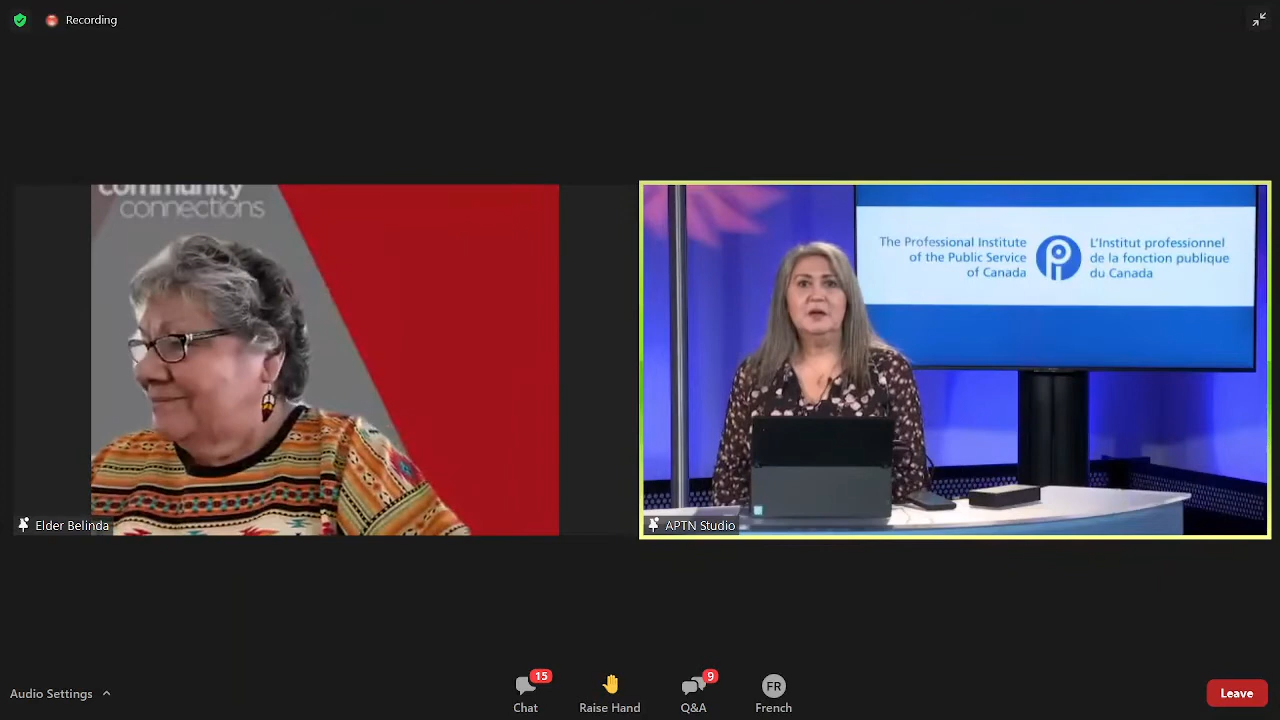 Recording
community
connections
Elder Belinda
The Professional Institute
of the Public Service
of Canada
L'Institut professionnel
de la fonction publique
du Canada
APTN Studio
Audio Settings
15
Chat
Raise Hand
9
Q&A
FR
French
Leave